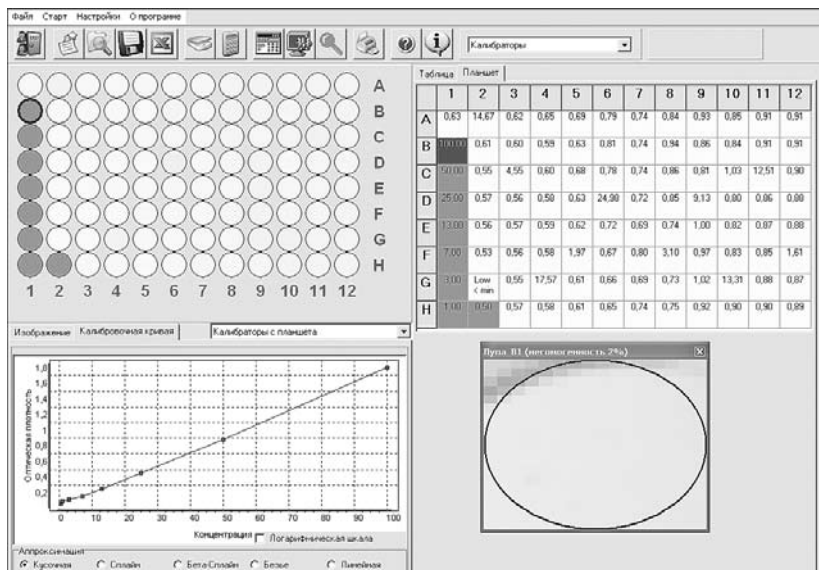 Файл Старт Настройки О программе
Калибраторы
Таблица Планшет
A
B
C
D
E
F
G
H
1 2 3 4 5 6 7 8 9 10 11 12
1 2 3 4 5 6 7 8 9 10 11 12
A 0,63 14,67 0,62 0,65 0,69 0,79 0,74 0,84 0,93 0,85 0,91 0,91
B 100,00 0,61 0,60 0,59 0,63 0,81 0,74 0,94 0,86 0,84 0,91 0,91
C 50,00 0,55 4,55 0,60 0,68 0,78 0,74 0,86 0,81 1,03 12,51 0,90
D 25,00 0,57 0,56 0,58 0,63 24,98 0,72 0,85 9,13 0,80 0,86 0,88
E 13,00 0,56 0,57 0,59 0,62 0,72 0,69 0,74 1,00 0,82 0,87 0,88
F 7,00 0,53 0,56 0,58 1,97 0,67 0,80 3,10 0,97 0,83 0,85 1,61
G 3,00 Low < min 0,55 17,57 0,61 0,66 0,69 0,73 1,02 13,31 0,88 0,87
H 1,00 0,50 0,57 0,58 0,61 0,65 0,74 0,75 0,92 0,90 0,90 0,89
Изображение Калибровочная кривая Калибраторы с планшета
Оптическая плотность
1,8
1,6
1,4
1,2
1
0,8
0,6
0,4
0,2
0 10 20 30 40 50 60 70 80 90 100
Концентрация Логарифмическая шкала
Аппроксимация
Кусочная Сплайн Бета-Сплайн Безье Линейная
Лупа B1 (негомогенность 2%)